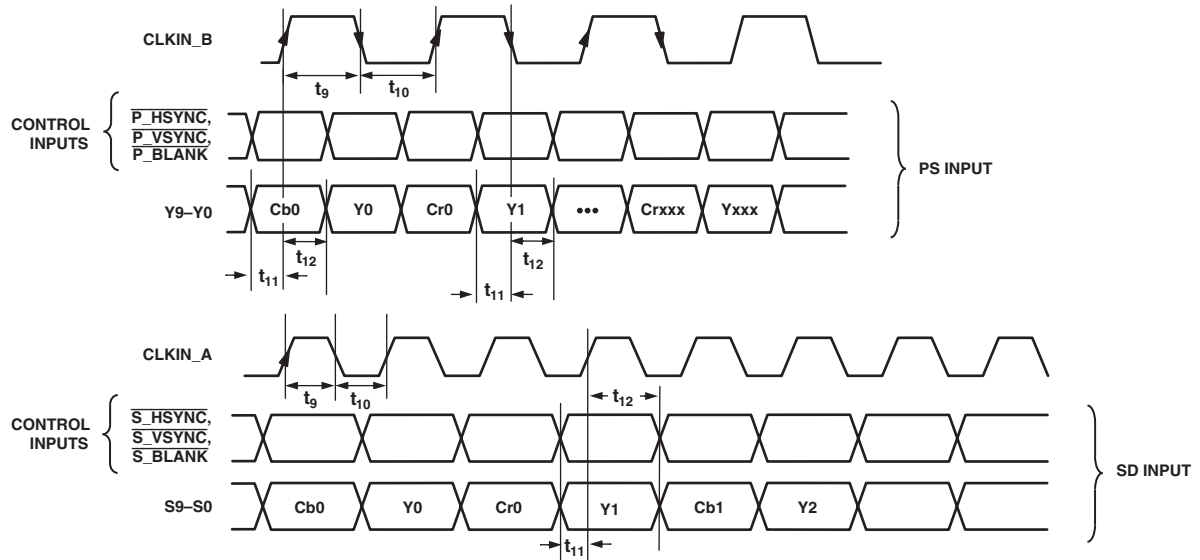 CLKIN_B
t9 t10
CONTROL INPUTS
P_HSYNC,
P_VSYNC,
P_BLANK
PS INPUT
Y9–Y0
Cb0 Y0 Cr0 Y1 ••• Crxxx Yxxx
t12 t12
t11 t11
CLKIN_A
t9 t10 t12
CONTROL INPUTS
S_HSYNC,
S_VSYNC,
S_BLANK
SD INPUT
S9–S0
Cb0 Y0 Cr0 Y1 Cb1 Y2
t11